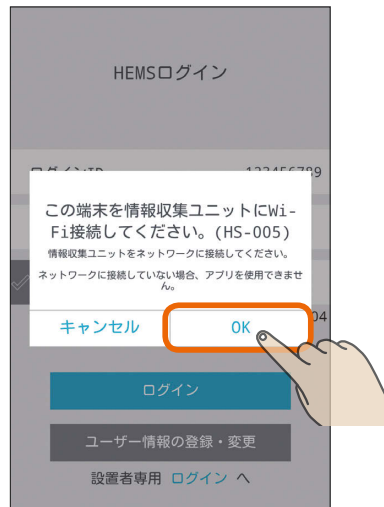 HEMSログイン
ログインID 123456789
この端末を情報収集ユニットにWi-
Fi接続してください。(HS-005)
情報収集ユニットをネットワークに接続してください。
ネットワークに接続していない場合、アプリを使用できませ
ん。
キャンセル OK
04
ログイン
ユーザー情報の登録・変更
設置者専用 ログイン へ